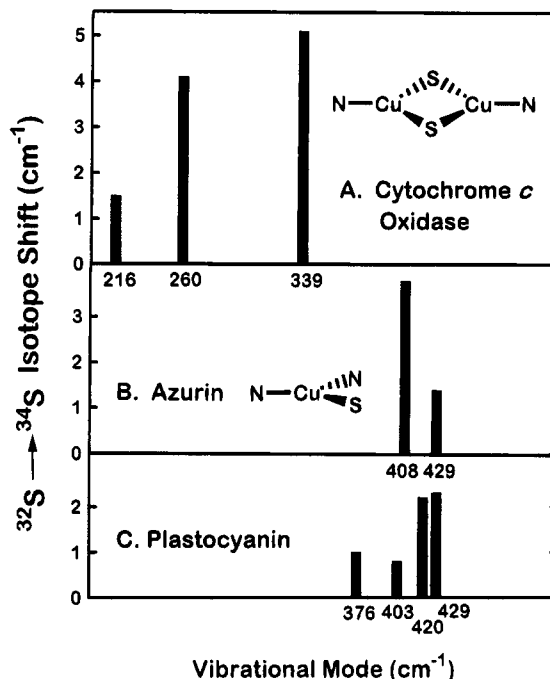 ³²S → ³⁴S Isotope Shift (cm⁻¹)
5
4
3
2
1
0
N Cu S S Cu N
A. Cytochrome c
Oxidase
216 260 339
3
2
1
0
B. Azurin
N Cu N S
408 429
2
1
0
C. Plastocyanin
376 403 429
420
Vibrational Mode (cm⁻¹)